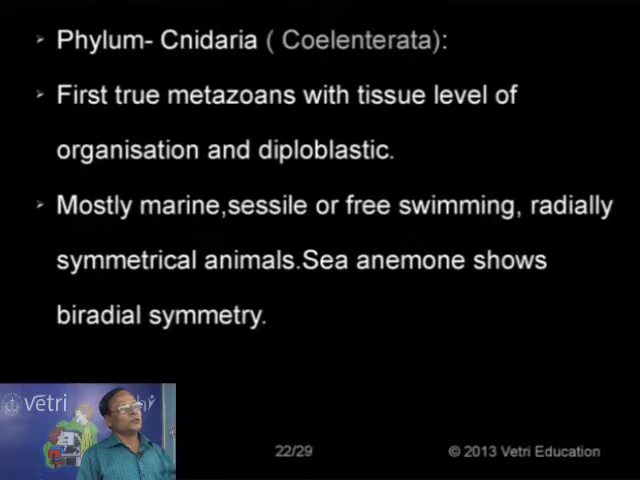 Phylum- Cnidaria ( Coelenterata):
First true metazoans with tissue level of
organisation and diploblastic.
Mostly marine,sessile or free swimming, radially
symmetrical animals.Sea anemone shows
biradial symmetry.
vetri
22/29
© 2013 Vetri Education